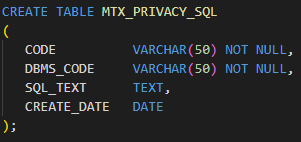 CREATE TABLE MTX_PRIVACY_SQL
(
    CODE            VARCHAR(50) NOT NULL,
    DBMS_CODE       VARCHAR(50) NOT NULL,
    SQL_TEXT        TEXT,
    CREATE_DATE     DATE
);